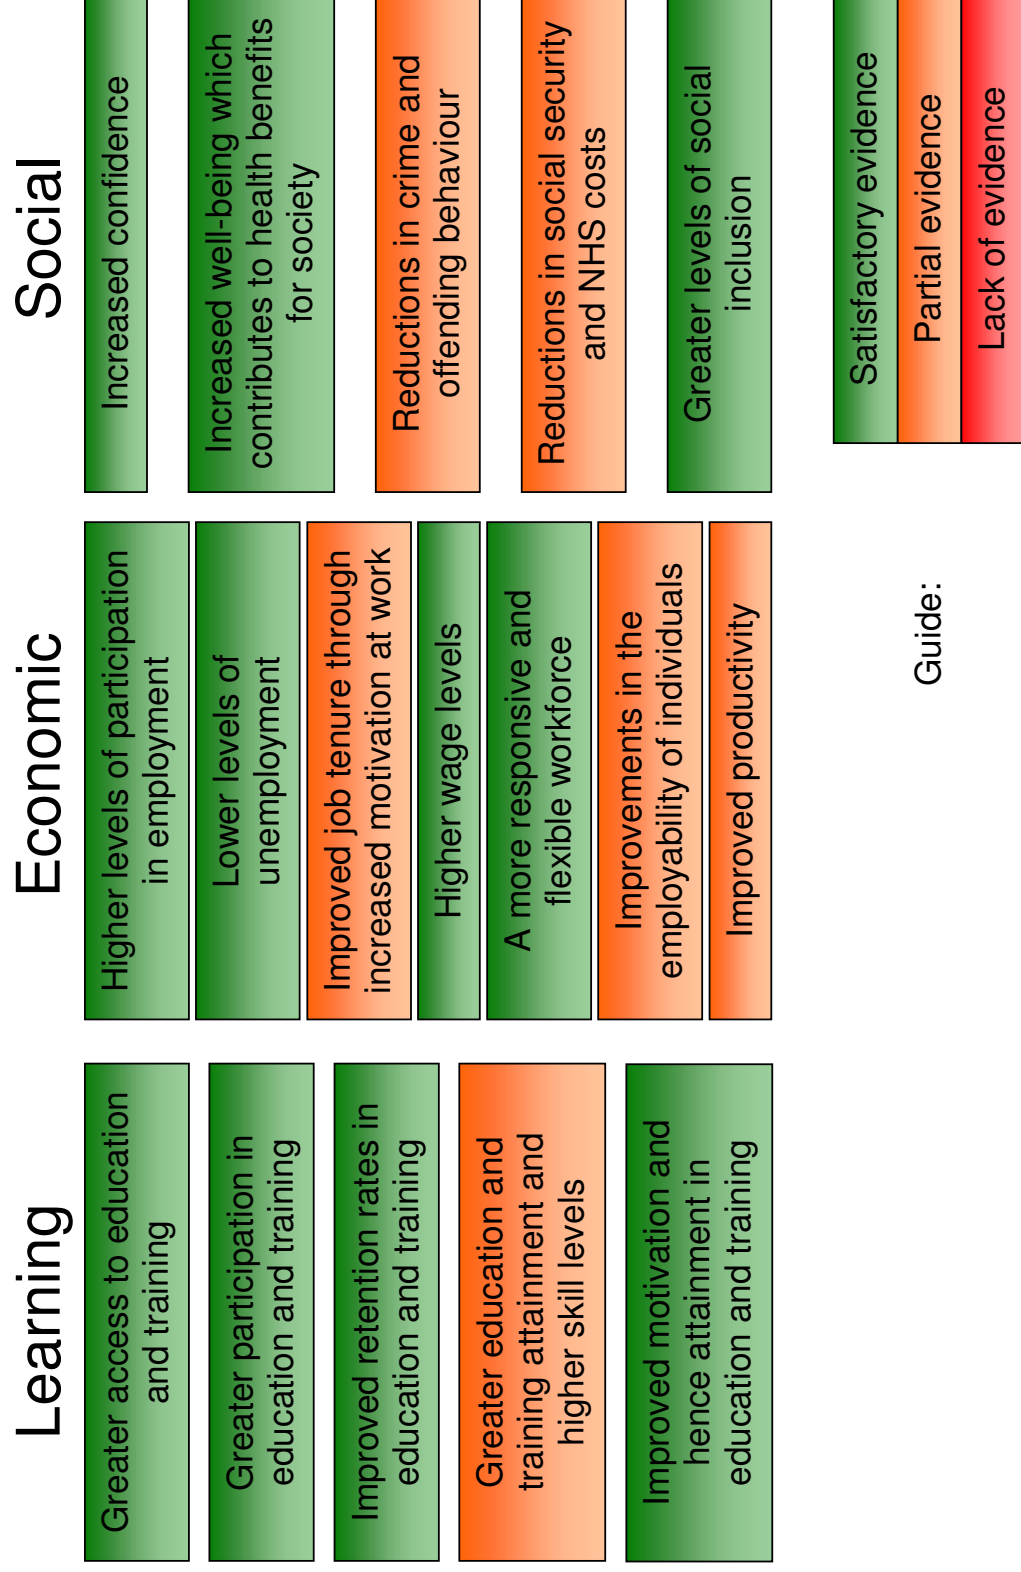 Learning
Greater access to education
and training
Greater participation in
education and training
Improved retention rates in
education and training
Greater education and
training attainment and
higher skill levels
Improved motivation and
hence attainment in
education and training
Economic
Higher levels of participation
in employment
Lower levels of
unemployment
Improved job tenure through
increased motivation at work
Higher wage levels
A more responsive and
flexible workforce
Improvements in the
employability of individuals
Improved productivity
Social
Increased confidence
Increased well-being which
contributes to health benefits
for society
Reductions in crime and
offending behaviour
Reductions in social security
and NHS costs
Greater levels of social
inclusion
Guide:
Satisfactory evidence
Partial evidence
Lack of evidence